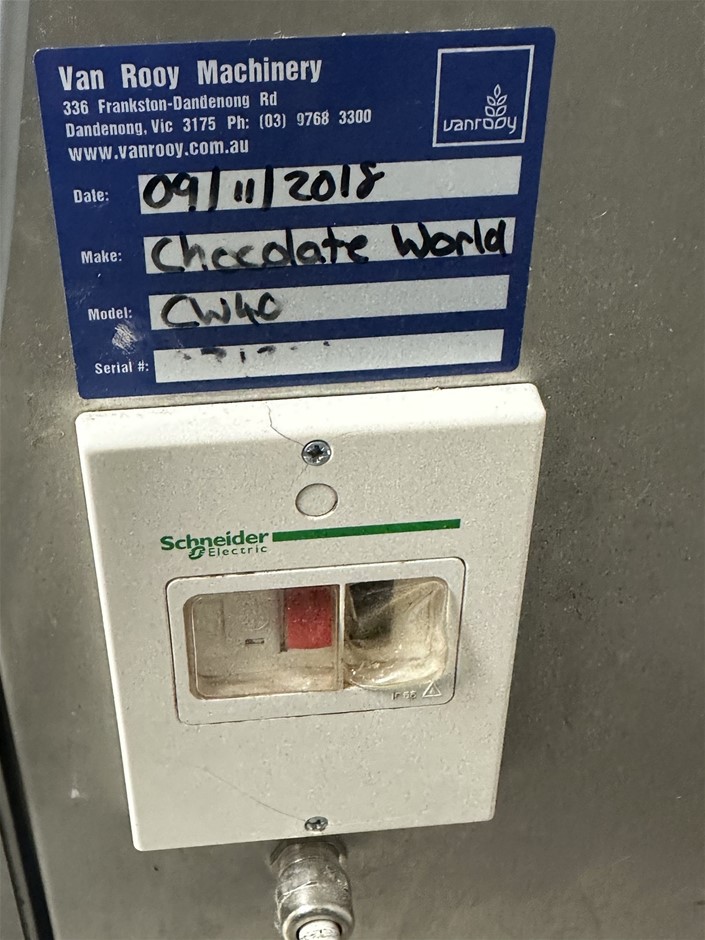 Van Rooy Machinery
336 Frankston-Dandenong Rd
Dandenong, Vic 3175 Ph: (03) 9768 3300
www.vanrooy.com.au
vanrooy
Date: 09/11/2018
Make: Chocolate World
Model: CW40
Serial #:
Schneider
Electric